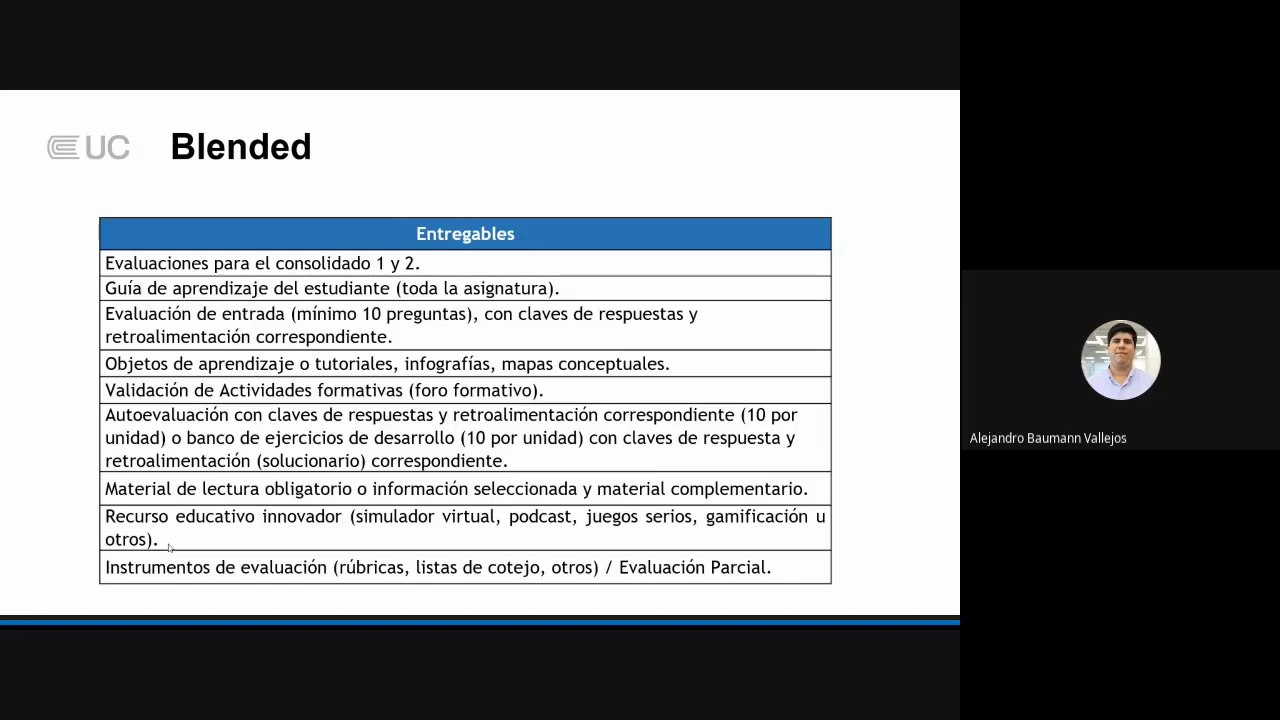 UC
Blended
Entregables
Evaluaciones para el consolidado 1 y 2.
Guía de aprendizaje del estudiante (toda la asignatura).
Evaluación de entrada (mínimo 10 preguntas), con claves de respuestas y
retroalimentación correspondiente.
Objetos de aprendizaje o tutoriales, infografías, mapas conceptuales.
Validación de Actividades formativas (foro formativo).
Autoevaluación con claves de respuestas y retroalimentación correspondiente (10 por
unidad) o banco de ejercicios de desarrollo (10 por unidad) con claves de respuesta y
retroalimentación (solucionario) correspondiente.
Material de lectura obligatorio o información seleccionada y material complementario.
Recurso educativo innovador (simulador virtual, podcast, juegos serios, gamificación u
otros).
Instrumentos de evaluación (rúbricas, listas de cotejo, otros) / Evaluación Parcial.
Alejandro Baumann Vallejos